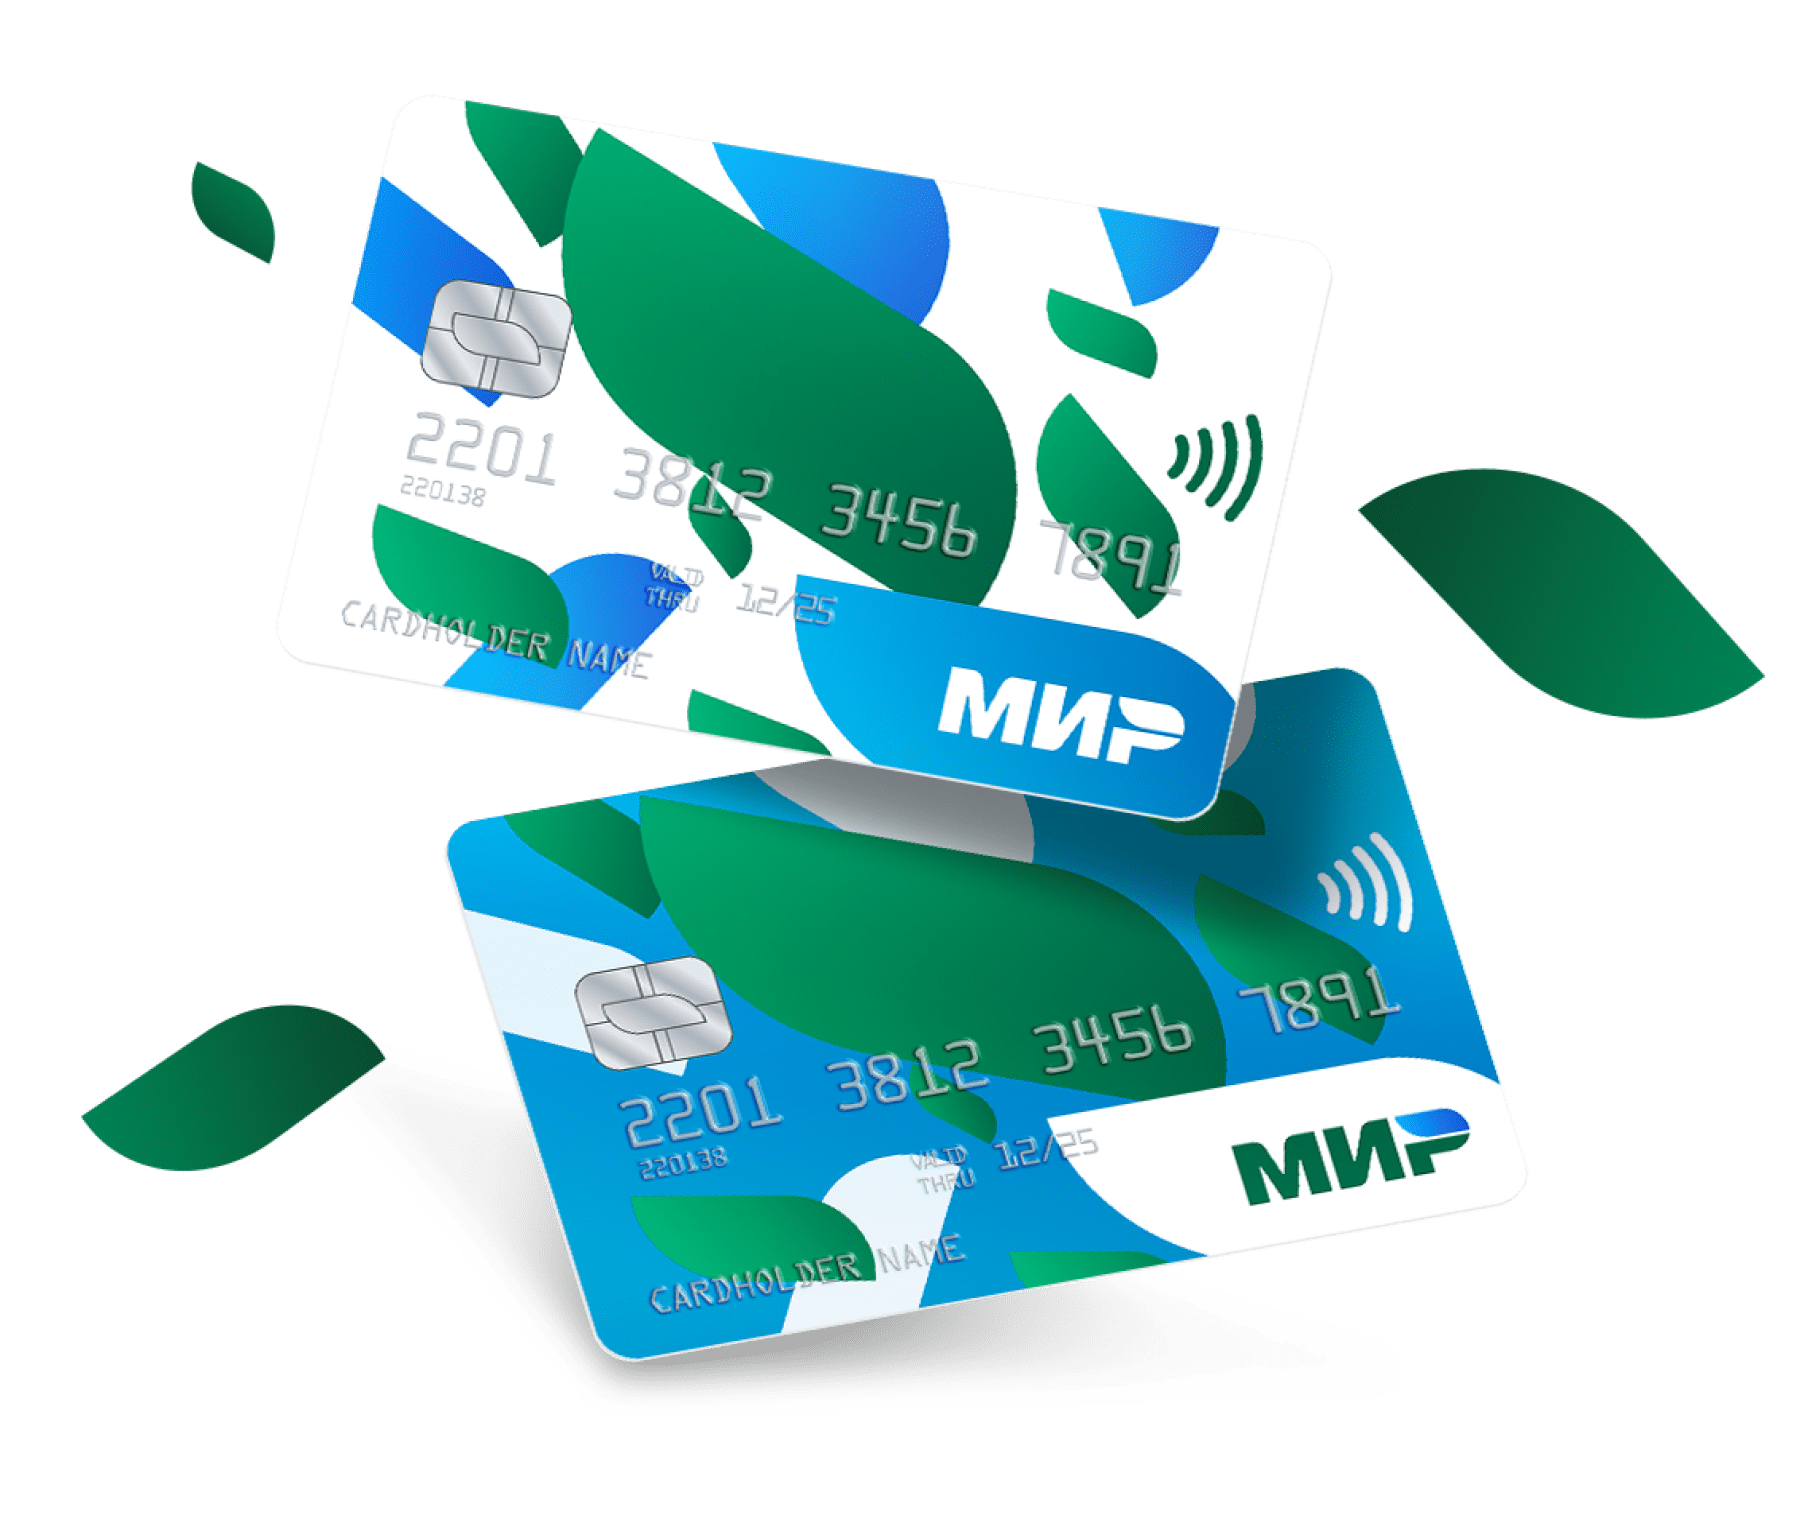 2201 3812 3456 7891
220138
VALID
THRU 12/25
CARDHOLDER NAME
МИР
2201 3812 3456 7891
220138
VALID
THRU 12/25
CARDHOLDER NAME
МИР